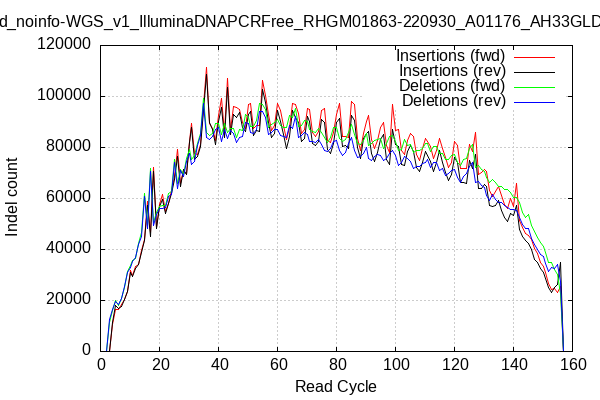 d_noinfo-WGS_v1_IlluminaDNAPCRFree_RHGM01863-220930_A01176_AH33GLD
120000
100000
80000
60000
40000
20000
0
Indel count
Insertions (fwd)
Insertions (rev)
Deletions (fwd)
Deletions (rev)
0 20 40 60 80 100 120 140 160
Read Cycle